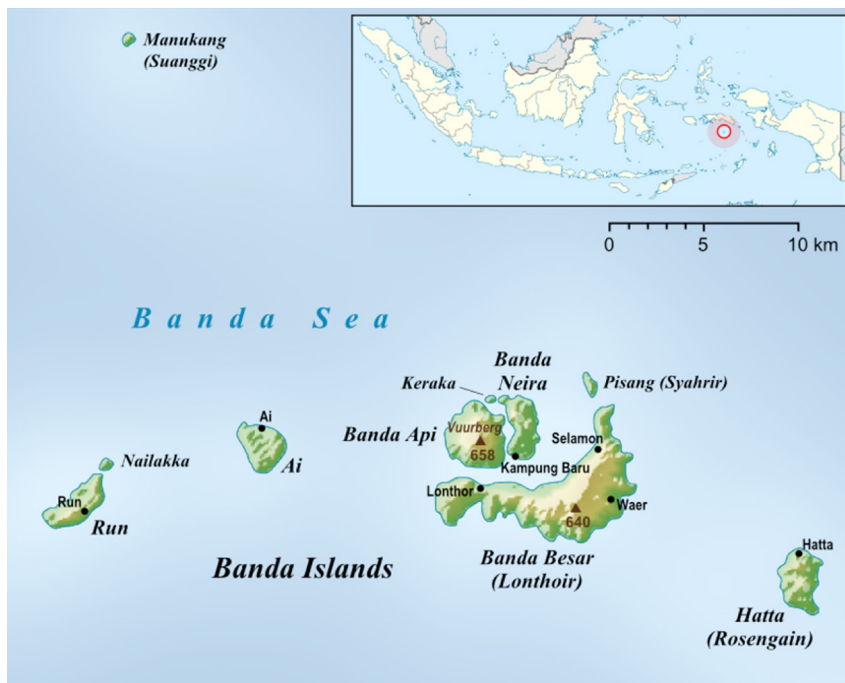 Manukang
(Suanggi)
0 5 10 km
Banda Sea
Banda
Neira
Keraka
Pisang (Syahrir)
Vuurberg
658
Banda Api
Ai
Ai
Selamon
Kampung Baru
Nailakka
Lonthor
Run
Run
Waer
640
Banda Besar
(Lonthoir)
Banda Islands
Hatta
Hatta
(Rosengain)